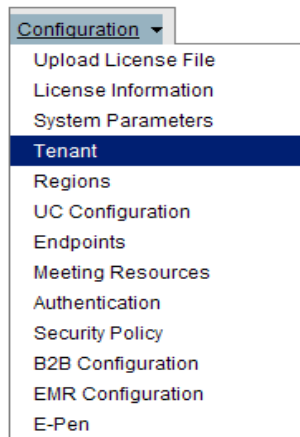 Configuration
Upload License File
License Information
System Parameters
Tenant
Regions
UC Configuration
Endpoints
Meeting Resources
Authentication
Security Policy
B2B Configuration
EMR Configuration
E-Pen